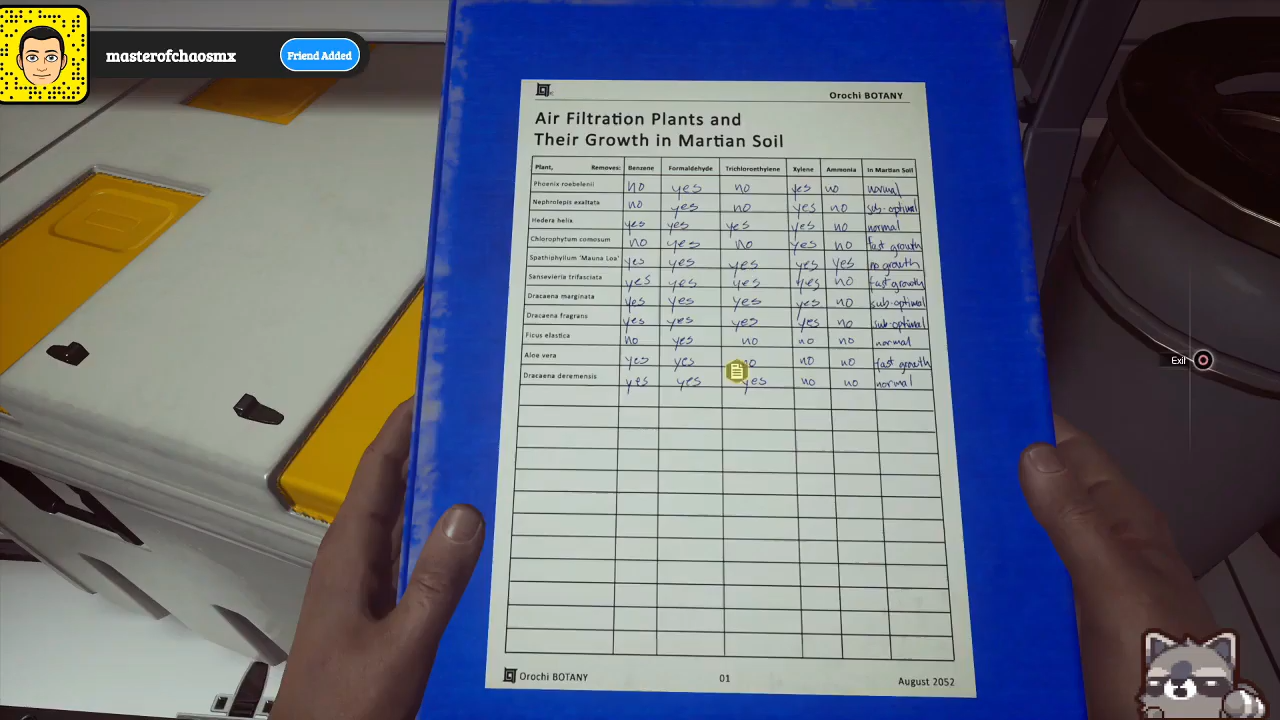 masterofchaosmx
Friend Added
Orochi BOTANY
Air Filtration Plants and
Their Growth in Martian Soil
Plant, Removes: Benzene Formaldehyde Trichloroethylene Xylene Ammonia In Martian Soil
Phoenix roebelenii no yes no yes no normal
Nephrolepis exaltata no yes no yes no sub-optimal
Hedera helix yes yes yes yes no normal
Chlorophytum comosum no yes no yes no fast growth
Spathiphyllum 'Mauna Loa' yes yes yes yes yes no growth
Sansevieria trifasciata yes yes yes yes no fast growth
Dracaena marginata yes yes yes yes no sub-optimal
Dracaena fragrans yes yes yes yes no sub-optimal
Ficus elastica no yes no no no normal
Aloe vera yes yes no no no fast growth
Dracaena deremensis yes yes yes no no normal
Exit
Orochi BOTANY 01 August 2052